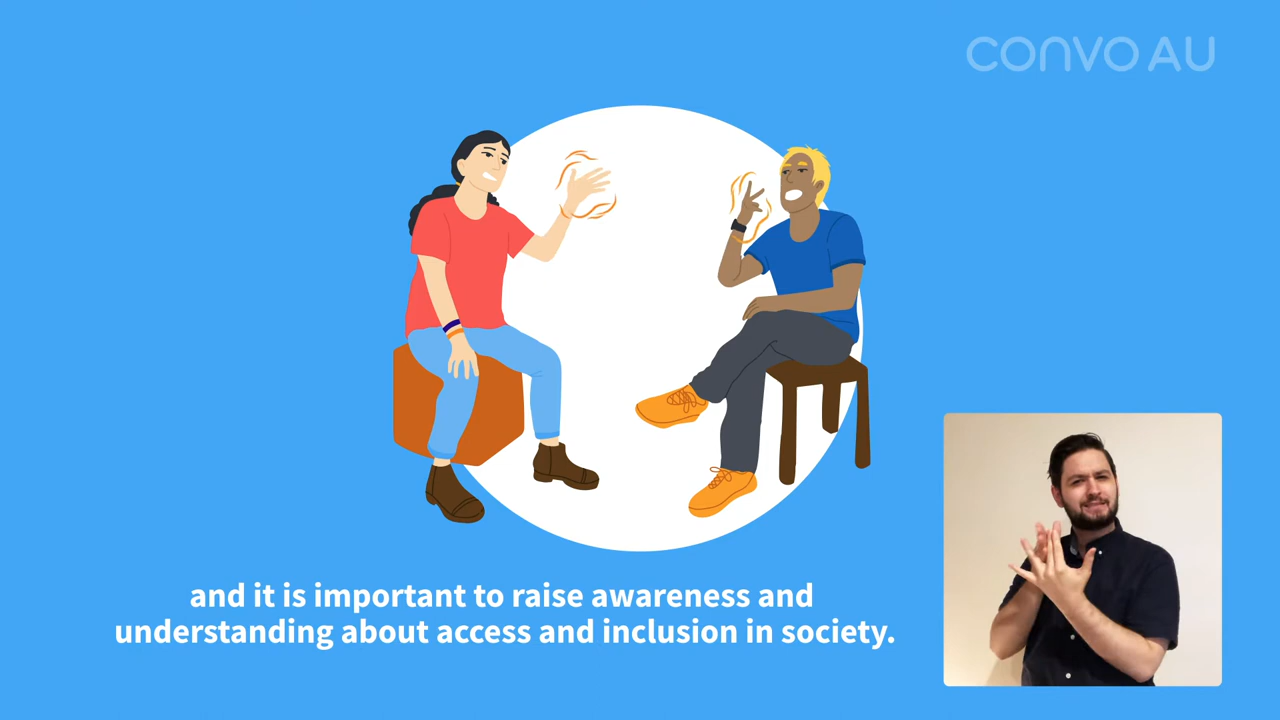 CONVO AU
and it is important to raise awareness and
understanding about access and inclusion in society.